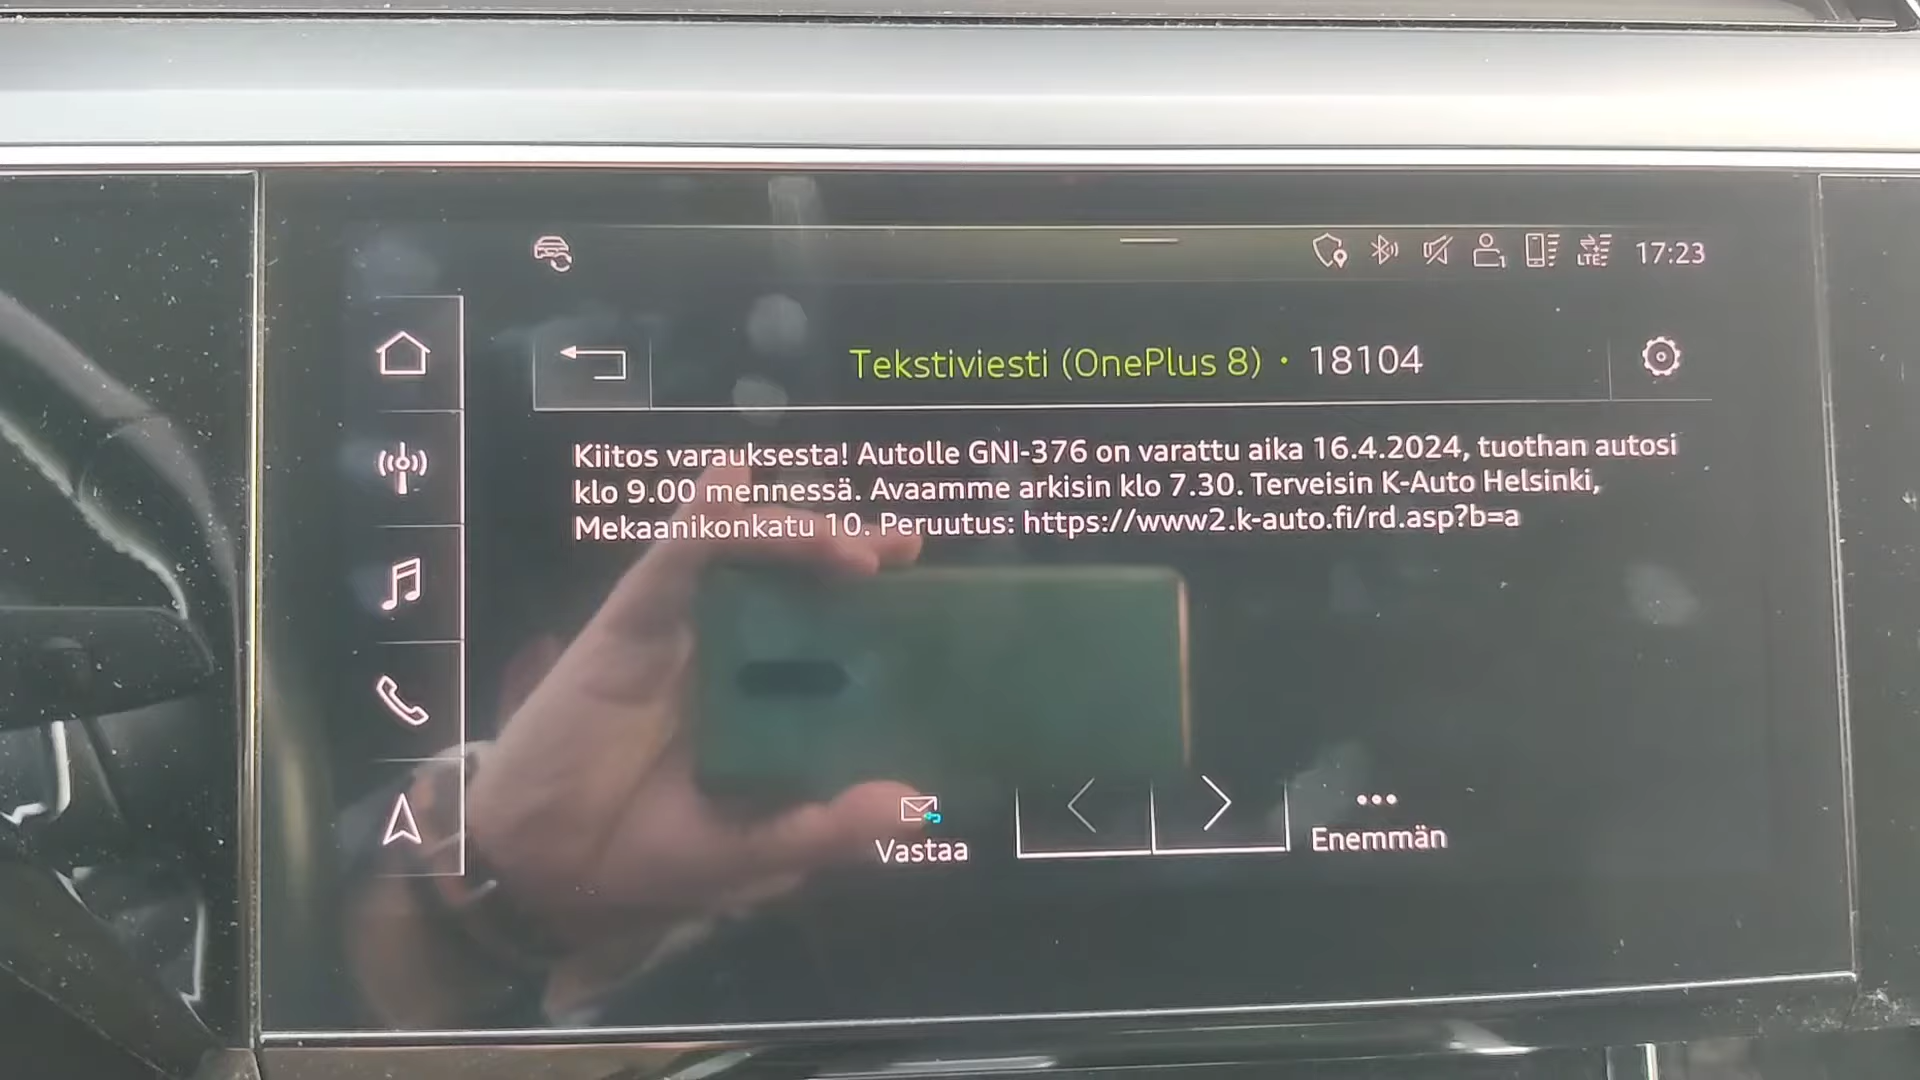 LTE 17:23
Tekstiviesti (OnePlus 8) • 18104
Kiitos varauksesta! Autolle GNI-376 on varattu aika 16.4.2024, tuothan autosi
klo 9.00 mennessä. Avaamme arkisin klo 7.30. Terveisin K-Auto Helsinki,
Mekaanikonkatu 10. Peruutus: https://www2.k-auto.fi/rd.asp?b=a
Vastaa
Enemmän